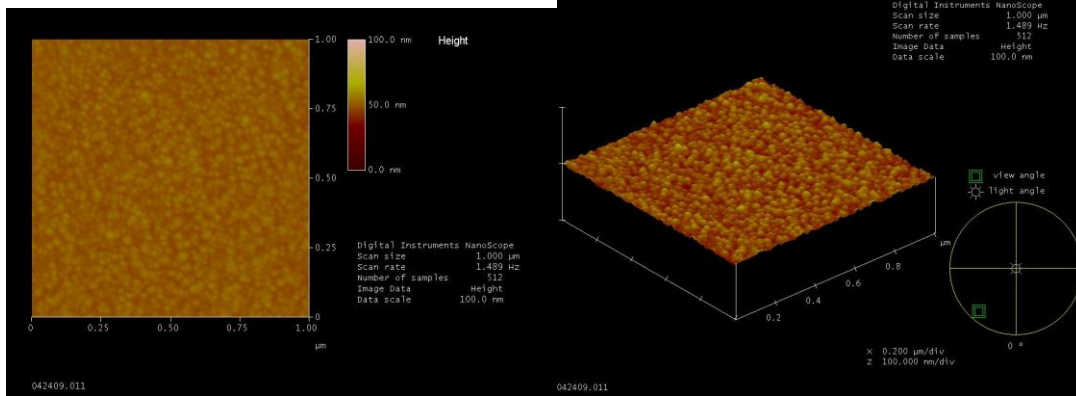 1.00
0.75
0.50
0.25
0
0
0.25
0.50
0.75
1.00
µm
100.0 nm
50.0 nm
0.0 nm
Height
Digital Instruments NanoScope
Scan size 1.000 µm
Scan rate 1.489 Hz
Number of samples 512
Image Data Height
Data scale 100.0 nm
042409.011
Digital Instruments NanoScope
Scan size 1.000 µm
Scan rate 1.489 Hz
Number of samples 512
Image Data Height
Data scale 100.0 nm
view angle
light angle
µm
0.8
0.6
0.4
0.2
X 0.200 µm/div
Z 100.000 nm/div
0 º
042409.011